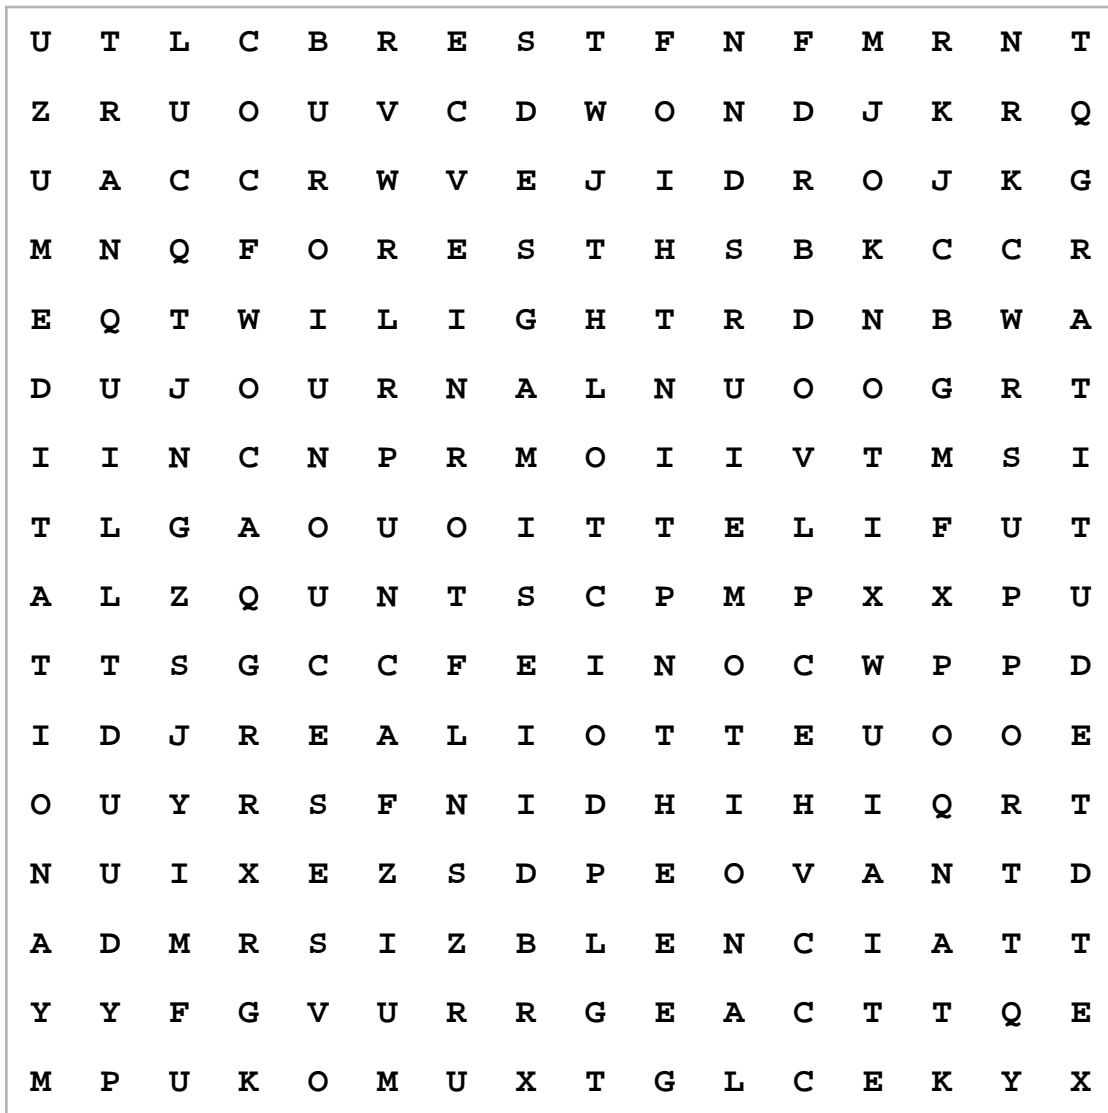 U T L C B R E S T F N F M R N T
Z R U O U V C D W O N D J K R Q
U A C C R W V E J I D R O J K G
M N Q F O R E S T H S B K C C R
E Q T W I L I G H T R D N B W A
D U J O U R N A L N U O O G R T
I I N C N P R M O I I V T M S I
T L G A O U O I T T E L I F U T
A L Z Q U N T S C P M P X X P U
T T S G C C F E I N O C W P P D
I D J R E A L I O T T E U O O E
O U Y R S F N I D H I H I Q R T
N U I X E Z S D P E O V A N T D
A D M R S I Z B L E N C I A T T
Y Y F G V U R R G E A C T T Q E
M P U K O M U X T G L C E K Y X